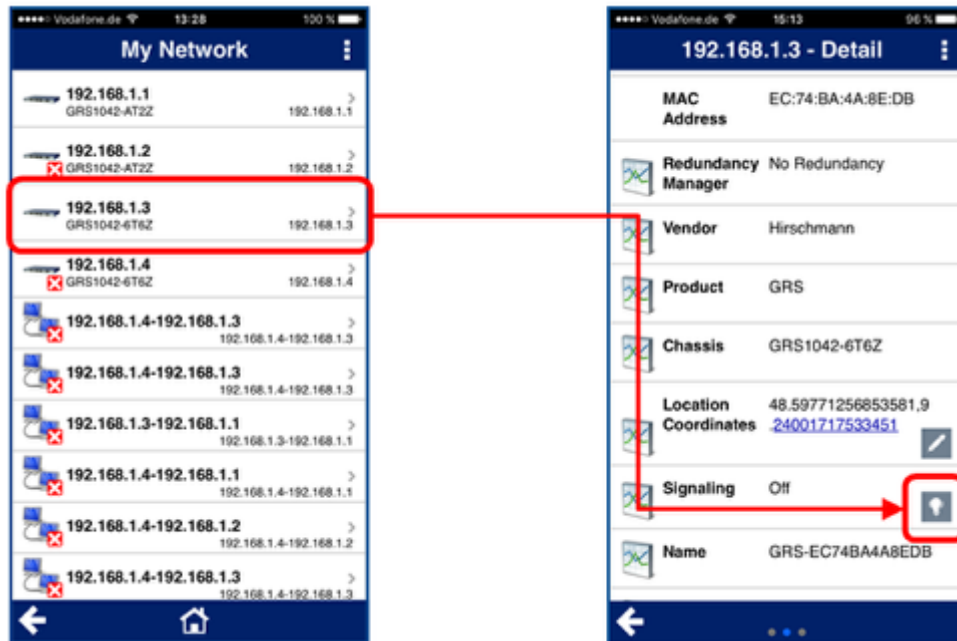 Vodafone.de 13:28 100 %
My Network
192.168.1.1
GRS1042-AT2Z 192.168.1.1
192.168.1.2
GRS1042-AT2Z 192.168.1.2
192.168.1.3
GRS1042-6T6Z 192.168.1.3
192.168.1.4
GRS1042-6T6Z 192.168.1.4
192.168.1.4-192.168.1.3
192.168.1.4-192.168.1.3
192.168.1.4-192.168.1.3
192.168.1.4-192.168.1.3
192.168.1.3-192.168.1.1
192.168.1.3-192.168.1.1
192.168.1.4-192.168.1.1
192.168.1.4-192.168.1.1
192.168.1.4-192.168.1.2
192.168.1.4-192.168.1.2
192.168.1.4-192.168.1.3
192.168.1.4-192.168.1.3
Vodafone.de 15:13 96 %
192.168.1.3 - Detail
MAC EC:74:BA:4A:8E:DB
Address
Redundancy No Redundancy
Manager
Vendor Hirschmann
Product GRS
Chassis GRS1042-6T6Z
Location 48.59771256853581,9
Coordinates .24001717533451
Signaling Off
Name GRS-EC74BA4A8EDB